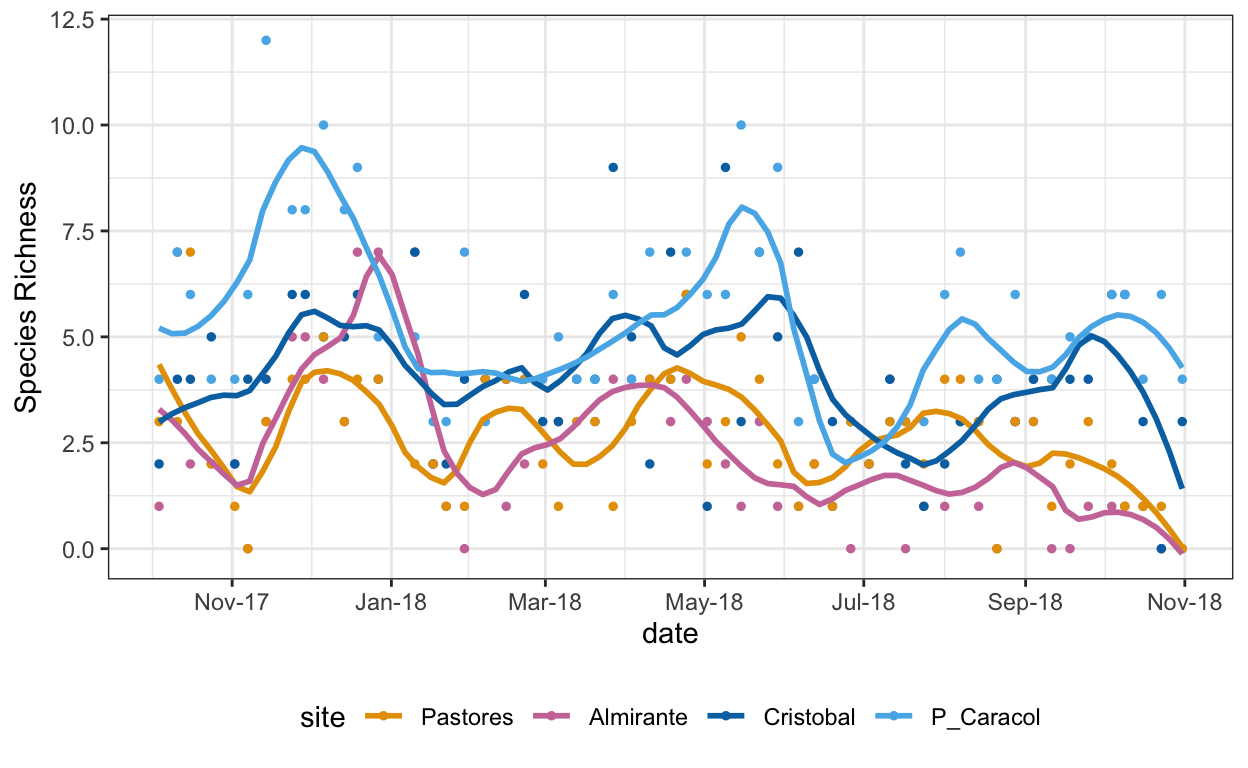 Species Richness
12.5
10.0
7.5
5.0
2.5
0.0
Nov-17 Jan-18 Mar-18 May-18 Jul-18 Sep-18 Nov-18
date
site Pastores Almirante Cristobal P_Caracol